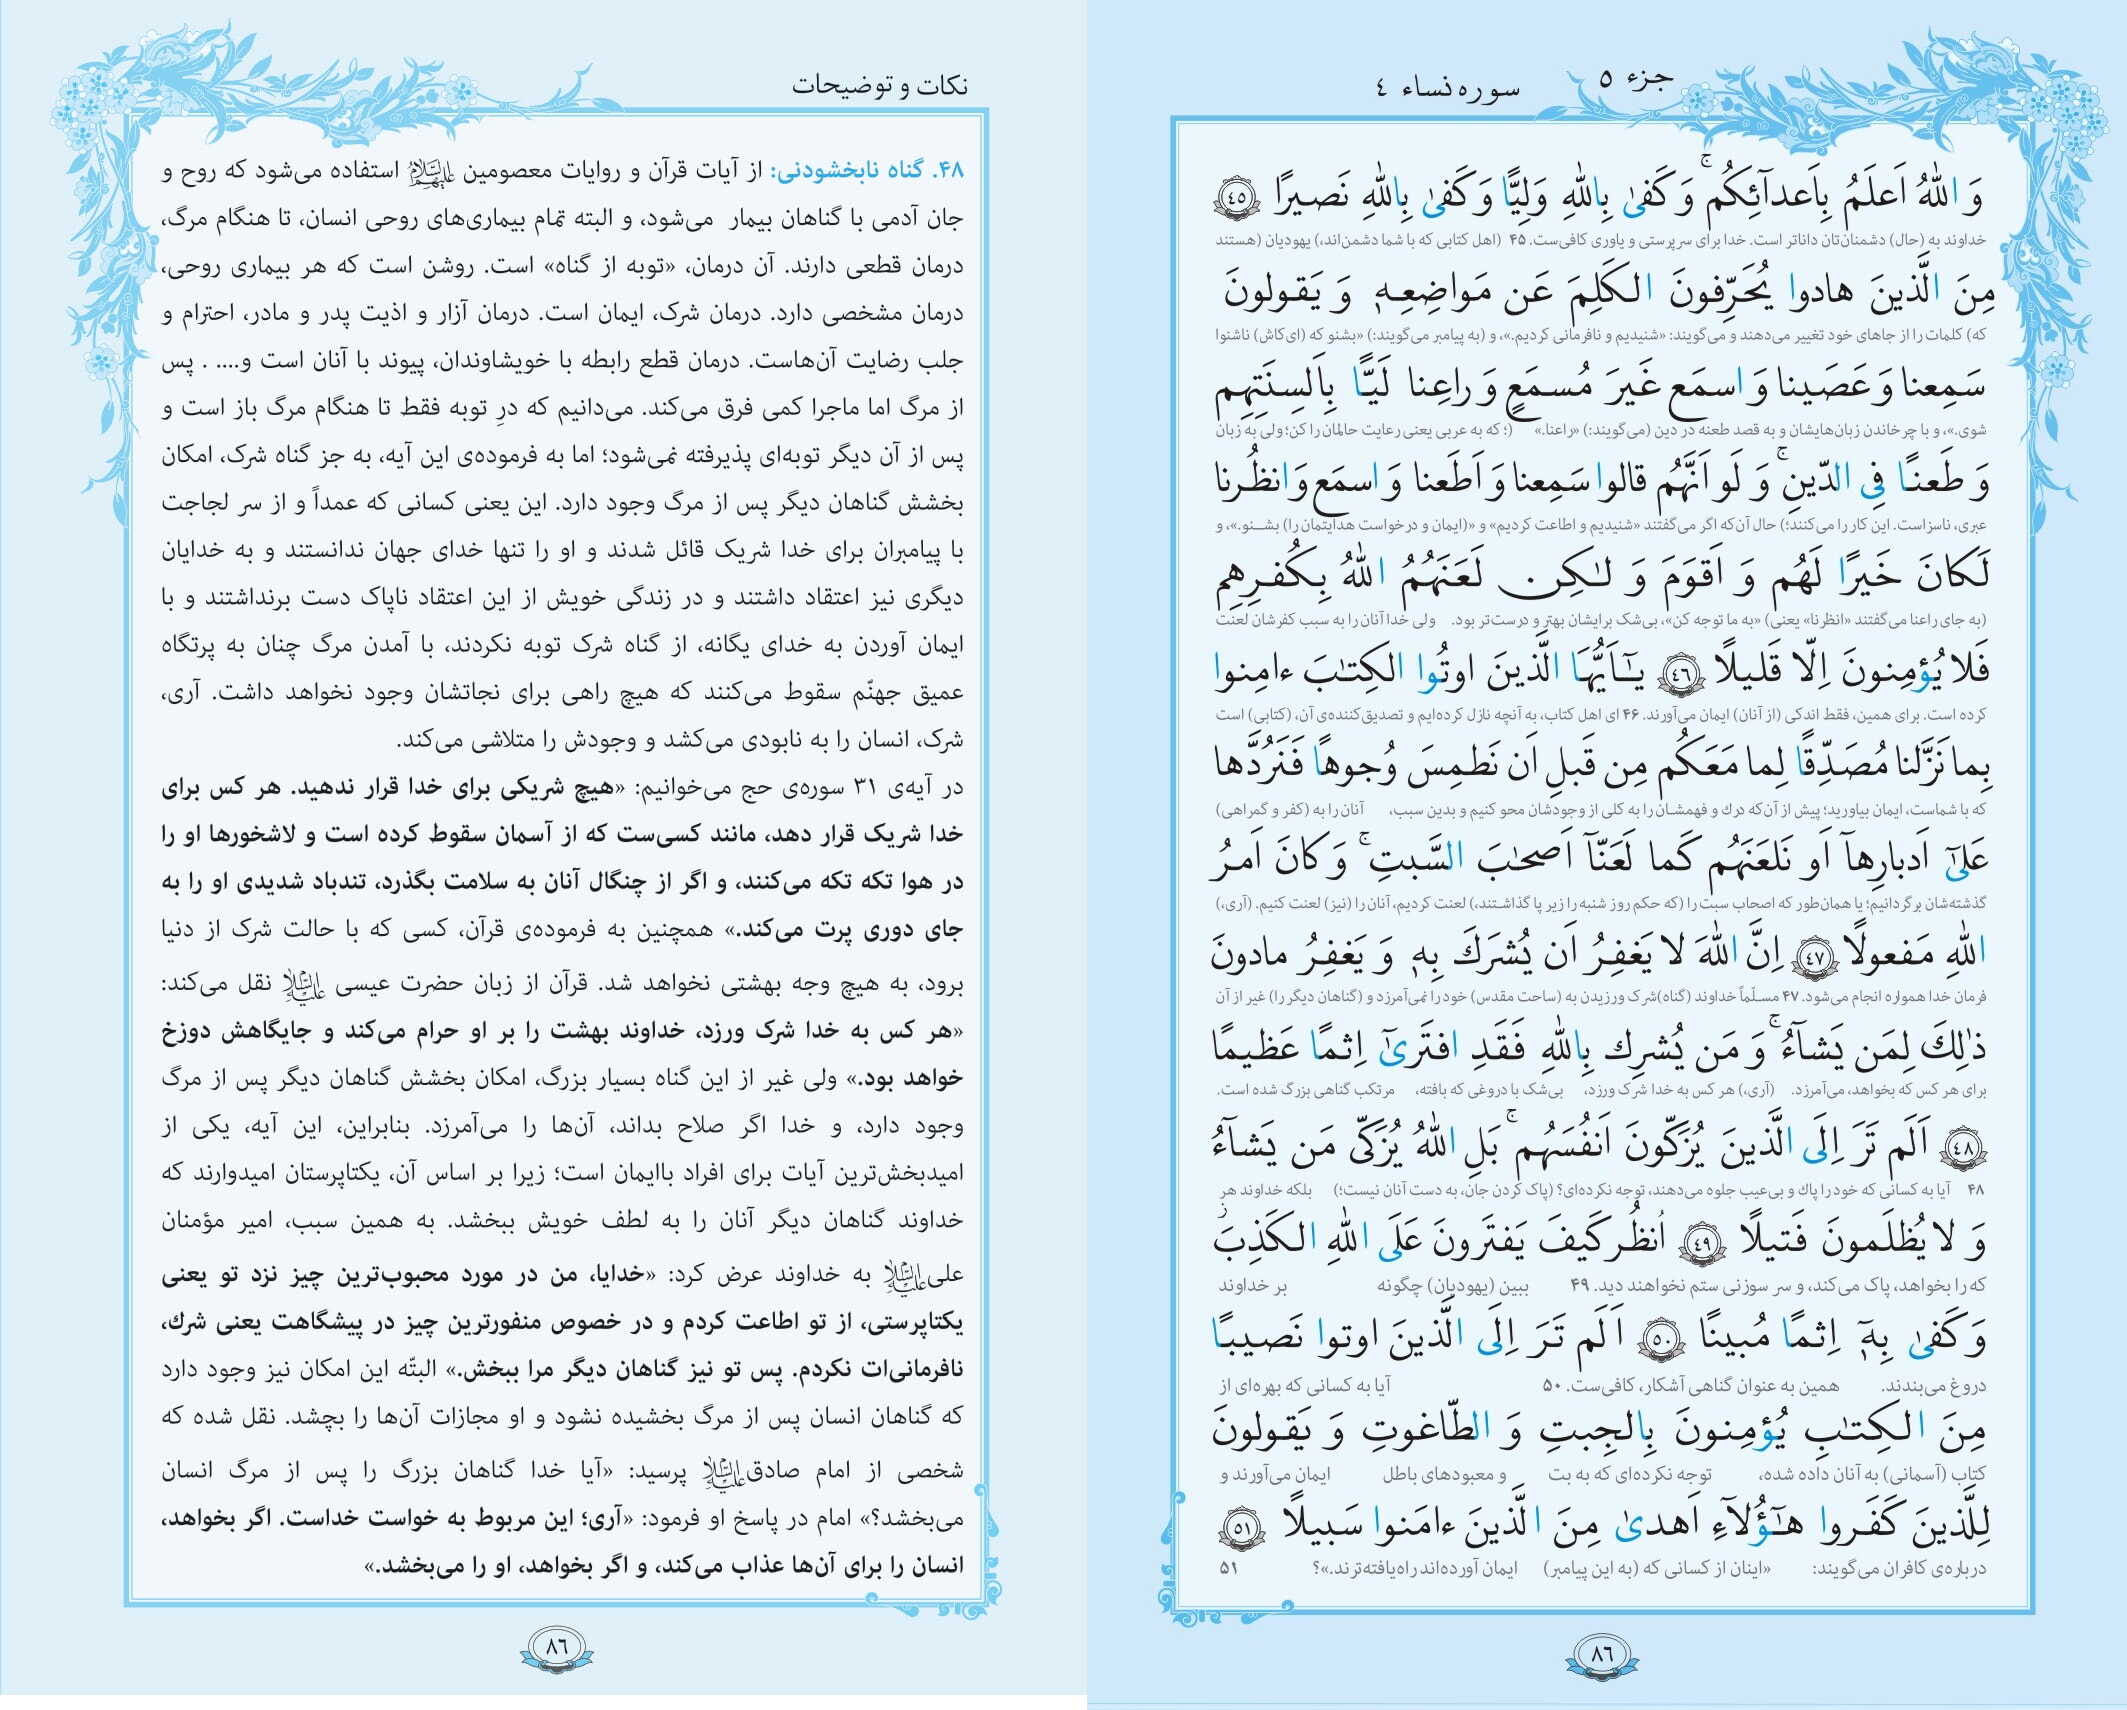 جزء ٥
سوره نساء ٤
وَ اللّٰهُ اَعلَمُ بِاَعدآئِكُم ۚ وَ كَفىٰ بِاللّٰهِ وَلِيًّا وَ كَفىٰ بِاللّٰهِ نَصيرًا ﴿٤٥﴾
خداوند به (حال) دشمنان‌تان داناتر است. خدا برای سرپرستی و یاوری کافی‌ست. ۴۵ (اهل کتابی که با شما دشمن‌اند،) یهودیان (هستند
مِنَ الَّذينَ هادوا يُحَرِّفونَ الكَلِمَ عَن مَواضِعِهٖ وَ يَقولونَ
که) کلمات را از جاهای خود تغییر می‌دهند و می‌گویند: «شنیدیم و نافرمانی کردیم.»، و (به پیامبر می‌گویند:) «بشنو که (ای‌کاش) ناشنوا
سَمِعنا وَ عَصَينا وَ اسمَع غَيرَ مُسمَعٍ وَ راعِنا لَيًّا بِاَلسِنَتِهِم
شوی.»، و با چرخاندن زبان‌هایشان و به قصد طعنه در دین (می‌گویند:) «راعنا.» (؛ که به عربی یعنی رعایت حالمان را کن؛ ولی به زبان
وَ طَعنًا فِى الدّينِ ۚ وَ لَو اَنَّهُم قالوا سَمِعنا وَ اَطَعنا وَ اسمَع وَ انظُرنا
عبری، ناسزاست. این کار را می‌کنند؛) حال آن‌که اگر می‌گفتند «شنیدیم و اطاعت کردیم» و «(ایمان و درخواست هدایتمان را) بشنو.»، و
لَكانَ خَيرًا لَهُم وَ اَقوَمَ وَ لٰكِن لَعَنَهُمُ اللّٰهُ بِكُفرِهِم
(به جای راعنا می‌گفتند «انظرنا» یعنی) «به ما توجه کن»، بی‌شک برایشان بهتر و درست‌تر بود. ولی خدا آنان را به سبب کفرشان لعنت
فَلا يُؤمِنونَ اِلّا قَليلًا ﴿٤٦﴾ يٰٓاَيُّهَا الَّذينَ اوتُوا الكِتٰبَ ءامِنوا
کرده است. برای همین، فقط اندکی (از آنان) ایمان می‌آورند. ۴۶ ای اهل کتاب، به آنچه نازل کرده‌ایم و تصدیق‌کننده‌ی آن، (کتابی) است
بِما نَزَّلنا مُصَدِّقًا لِما مَعَكُم مِن قَبلِ اَن نَطمِسَ وُجوهًا فَنَرُدَّها
که با شماست، ایمان بیاورید؛ پیش از آن‌که درك و فهمشان را به کلی از وجودشان محو کنیم و بدین سبب، آنان را به (کفر و گمراهی)
عَلىٰٓ اَدبارِهآ اَو نَلعَنَهُم كَما لَعَنّآ اَصحٰبَ السَّبتِ ۚ وَ كانَ اَمرُ
گذشته‌شان برگردانیم؛ یا همان‌طور که اصحاب سبت را (که حکم روز شنبه را زیر پا گذاشتند،) لعنت کردیم، آنان را (نیز) لعنت کنیم. (آری،)
اللّٰهِ مَفعولًا ﴿٤٧﴾ اِنَّ اللّٰهَ لا يَغفِرُ اَن يُشرَكَ بِهٖ وَ يَغفِرُ مادونَ
فرمان خدا همواره انجام می‌شود. ۴۷ مسلّماً خداوند (گناه) شرک ورزیدن به (ساحت مقدس) خود را نمی‌آمرزد و (گناهان دیگر را) غیر از آن
ذٰلِكَ لِمَن يَشآءُ ۚ وَ مَن يُشرِك بِاللّٰهِ فَقَدِ افتَرىٰٓ اِثمًا عَظيمًا
برای هر کس که بخواهد، می‌آمرزد. (آری،) هر کس به خدا شرک ورزد، بی‌شک با دروغی که بافته، مرتکب گناهی بزرگ شده است.
﴿٤٨﴾ اَلَم تَرَ اِلَى الَّذينَ يُزَكّونَ اَنفُسَهُم ۚ بَلِ اللّٰهُ يُزَكّى مَن يَشآءُ
۴۸ آیا به کسانی که خود را پاك و بی‌عیب جلوه می‌دهند، توجه نکرده‌ای؟ (پاک کردن جان، به دست آنان نیست؛) بلکه خداوند هر
وَ لا يُظلَمونَ فَتيلًا ﴿٤٩﴾ اُنظُر كَيفَ يَفتَرونَ عَلَى اللّٰهِ الكَذِبَ ۖ
که را بخواهد، پاک می‌کند، و سر سوزنی ستم نخواهند دید. ۴۹ ببین (یهودیان) چگونه بر خداوند
وَ كَفىٰ بِهٖٓ اِثمًا مُبينًا ﴿٥٠﴾ اَلَم تَرَ اِلَى الَّذينَ اوتوا نَصيبًا
دروغ می‌بندند. همین به عنوان گناهی آشکار، کافی‌ست. ۵۰ آیا به کسانی که بهره‌ای از
مِنَ الكِتٰبِ يُؤمِنونَ بِالجِبتِ وَ الطّاغوتِ وَ يَقولونَ
کتاب (آسمانی) به آنان داده شده، توجه نکرده‌ای که به بت و معبودهای باطل ایمان می‌آورند و
لِلَّذينَ كَفَروا هٰٓؤُلآءِ اَهدىٰ مِنَ الَّذينَ ءامَنوا سَبيلًا ﴿٥١﴾
درباره‌ی کافران می‌گویند: «اینان از کسانی که (به این پیامبر) ایمان آورده‌اند راه‌یافته‌ترند.»؟ ۵۱
٨٦
نکات و توضیحات
۴۸. گناه نابخشودنی: از آیات قرآن و روایات معصومین علیهم‌السلام استفاده می‌شود که روح و
جان آدمی با گناهان بیمار می‌شود، و البته تمام بیماری‌های روحی انسان، تا هنگام مرگ،
درمان قطعی دارند. آن درمان، «توبه از گناه» است. روشن است که هر بیماری روحی،
درمان مشخصی دارد. درمان شرک، ایمان است. درمان آزار و اذیت پدر و مادر، احترام و
جلب رضایت آن‌هاست. درمان قطع رابطه با خویشاوندان، پیوند با آنان است و.... . پس
از مرگ اما ماجرا کمی فرق می‌کند. می‌دانیم که درِ توبه فقط تا هنگام مرگ باز است و
پس از آن دیگر توبه‌ای پذیرفته نمی‌شود؛ اما به فرموده‌ی این آیه، به جز گناه شرک، امکان
بخشش گناهان دیگر پس از مرگ وجود دارد. این یعنی کسانی که عمداً و از سر لجاجت
با پیامبران برای خدا شریک قائل شدند و او را تنها خدای جهان ندانستند و به خدایان
دیگری نیز اعتقاد داشتند و در زندگی خویش از این اعتقاد ناپاک دست برنداشتند و با
ایمان آوردن به خدای یگانه، از گناه شرک توبه نکردند، با آمدن مرگ چنان به پرتگاه
عمیق جهنّم سقوط می‌کنند که هیچ راهی برای نجاتشان وجود نخواهد داشت. آری،
شرک، انسان را به نابودی می‌کشد و وجودش را متلاشی می‌کند.
در آیه‌ی ۳۱ سوره‌ی حج می‌خوانیم: «هیچ شریکی برای خدا قرار ندهید. هر کس برای
خدا شریک قرار دهد، مانند کسی‌ست که از آسمان سقوط کرده است و لاشخورها او را
در هوا تکه تکه می‌کنند، و اگر از چنگال آنان به سلامت بگذرد، تندباد شدیدی او را به
جای دوری پرت می‌کند.» همچنین به فرموده‌ی قرآن، کسی که با حالت شرک از دنیا
برود، به هیچ وجه بهشتی نخواهد شد. قرآن از زبان حضرت عیسی علیه‌السلام نقل می‌کند:
«هر کس به خدا شرک ورزد، خداوند بهشت را بر او حرام می‌کند و جایگاهش دوزخ
خواهد بود.» ولی غیر از این گناه بسیار بزرگ، امکان بخشش گناهان دیگر پس از مرگ
وجود دارد، و خدا اگر صلاح بداند، آن‌ها را می‌آمرزد. بنابراین، این آیه، یکی از
امیدبخش‌ترین آیات برای افراد باایمان است؛ زیرا بر اساس آن، یکتاپرستان امیدوارند که
خداوند گناهان دیگر آنان را به لطف خویش ببخشد. به همین سبب، امیر مؤمنان
علی علیه‌السلام به خداوند عرض کرد: «خدایا، من در مورد محبوب‌ترین چیز نزد تو یعنی
یکتاپرستی، از تو اطاعت کردم و در خصوص منفورترین چیز در پیشگاهت یعنی شرك،
نافرمانی‌ات نکردم. پس تو نیز گناهان دیگر مرا ببخش.» البتّه این امکان نیز وجود دارد
که گناهان انسان پس از مرگ بخشیده نشود و او مجازات آن‌ها را بچشد. نقل شده که
شخصی از امام صادق علیه‌السلام پرسید: «آیا خدا گناهان بزرگ را پس از مرگ انسان
می‌بخشد؟» امام در پاسخ او فرمود: «آری؛ این مربوط به خواست خداست. اگر بخواهد،
انسان را برای آن‌ها عذاب می‌کند، و اگر بخواهد، او را می‌بخشد.»
٨٦